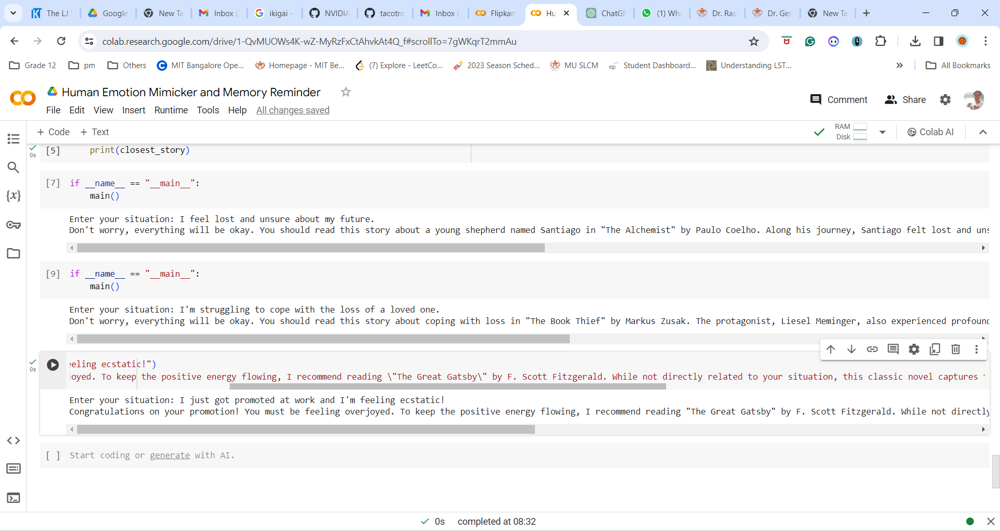 The LJ
Google
New Ta
Inbox (
ikigai -
NVIDIA
tacotro
Inbox (
Flipkart
Hu
ChatGP
(1) Wha
Dr. Ras
Dr. Ger
New Ta
colab.research.google.com/drive/1-QvMUOWs4K-wZ-MyRzFxCtAhvkAt4Q_f#scrollTo=7gWKqrT2mmAu
Grade 12
pm
Others
MIT Bangalore Ope...
Homepage - MIT Be...
(7) Explore - LeetCo...
2023 Season Sched...
MU SLCM
ep
Student Dashboard...
Understanding LST...
»
All Bookmarks
CO
Human Emotion Mimicker and Memory Reminder
Comment
Share
File Edit View Insert Runtime Tools Help All changes saved
+ Code + Text
RAM
Disk
Colab AI
0s
[5] print(closest_story)
[7] if __name__ == "__main__":
main()
Enter your situation: I feel lost and unsure about my future.
Don't worry, everything will be okay. You should read this story about a young shepherd named Santiago in "The Alchemist" by Paulo Coelho. Along his journey, Santiago felt lost and uns
{x}
[9] if __name__ == "__main__":
main()
Enter your situation: I'm struggling to cope with the loss of a loved one.
Don't worry, everything will be okay. You should read this story about coping with loss in "The Book Thief" by Markus Zusak. The protagonist, Liesel Meminger, also experienced profounc
0s
eeling ecstatic!")
joyed. To keep the positive energy flowing, I recommend reading \"The Great Gatsby\" by F. Scott Fitzgerald. While not directly related to your situation, this classic novel captures
Enter your situation: I just got promoted at work and I'm feeling ecstatic!
Congratulations on your promotion! You must be feeling overjoyed. To keep the positive energy flowing, I recommend reading "The Great Gatsby" by F. Scott Fitzgerald. While not directly
[ ] Start coding or generate with AI.
0s completed at 08:32